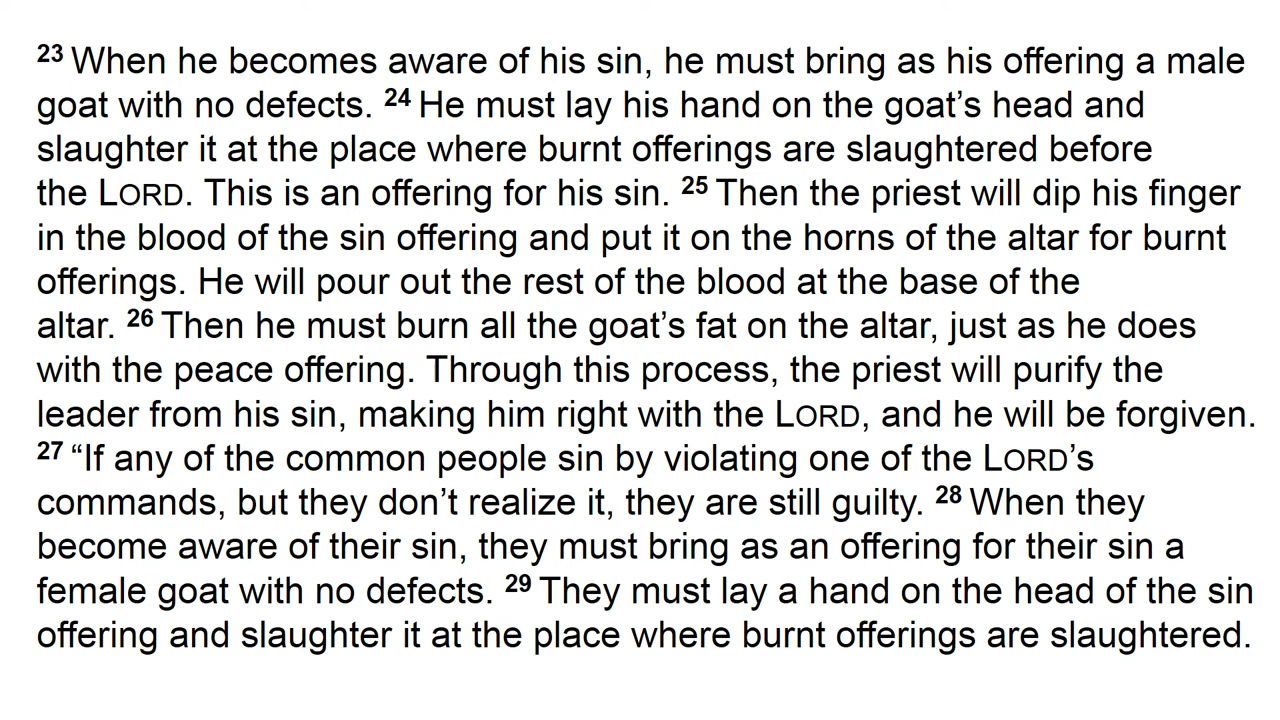 23 When he becomes aware of his sin, he must bring as his offering a male
goat with no defects. 24 He must lay his hand on the goat’s head and
slaughter it at the place where burnt offerings are slaughtered before
the LORD. This is an offering for his sin. 25 Then the priest will dip his finger
in the blood of the sin offering and put it on the horns of the altar for burnt
offerings. He will pour out the rest of the blood at the base of the
altar. 26 Then he must burn all the goat’s fat on the altar, just as he does
with the peace offering. Through this process, the priest will purify the
leader from his sin, making him right with the LORD, and he will be forgiven.
27 “If any of the common people sin by violating one of the LORD’s
commands, but they don’t realize it, they are still guilty. 28 When they
become aware of their sin, they must bring as an offering for their sin a
female goat with no defects. 29 They must lay a hand on the head of the sin
offering and slaughter it at the place where burnt offerings are slaughtered.